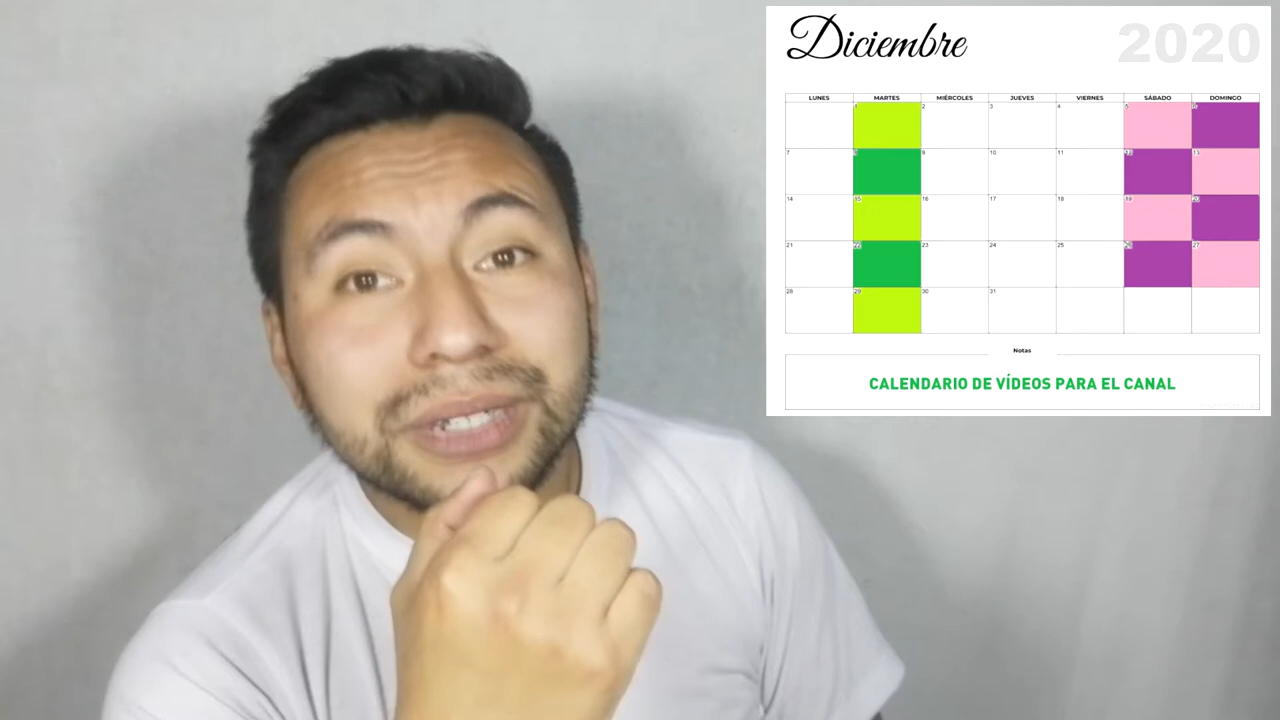 Diciembre 2020
LUNES MARTES MIÉRCOLES JUEVES VIERNES SÁBADO DOMINGO
1 2 3 4 5 6
7 8 9 10 11 12 13
14 15 16 17 18 19 20
21 22 23 24 25 26 27
28 29 30 31
Notas
CALENDARIO DE VÍDEOS PARA EL CANAL